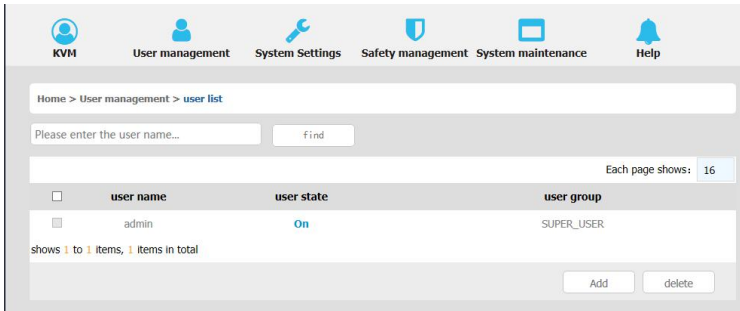 KVM User management System Settings Safety management System maintenance Help
Home > User management > user list
Please enter the user name... find
Each page shows: 16
user name user state user group
admin On SUPER_USER
shows 1 to 1 items, 1 items in total
Add delete